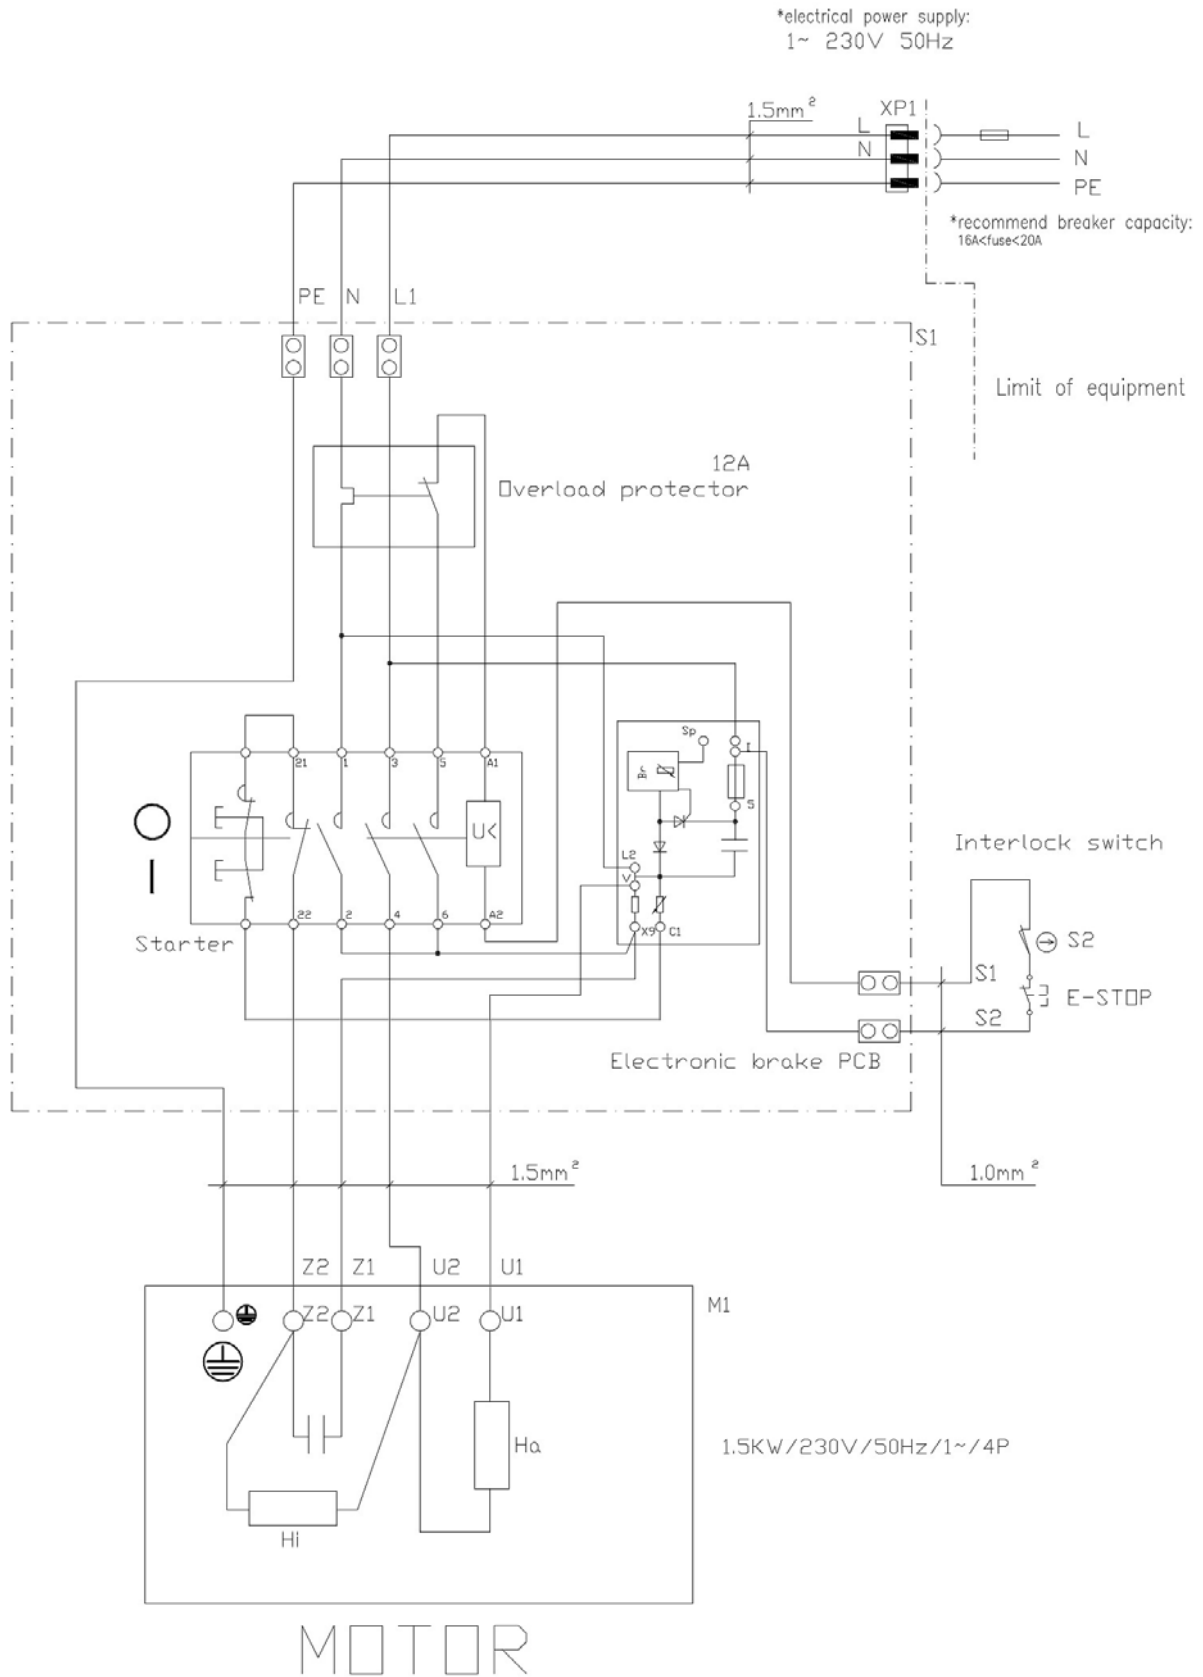 *electrical power supply:
1~ 230V 50Hz
1.5mm²
XP1
L
L
N
N
PE
*recommend breaker capacity:
16A<fuse<20A
PE N L1
S1
Limit of equipment
12A
Overload protector
Sp
I
21 1 3 5 A1
S
U<
L2
V
Interlock switch
22 2 4 6 A2
X9 C1
Starter
S2
S1
E-STOP
S2
Electronic brake PCB
1.5mm²
1.0mm²
Z2 Z1 U2 U1
M1
Z2 Z1 U2 U1
Ha
1.5KW/230V/50Hz/1~/4P
Hi
MOTOR